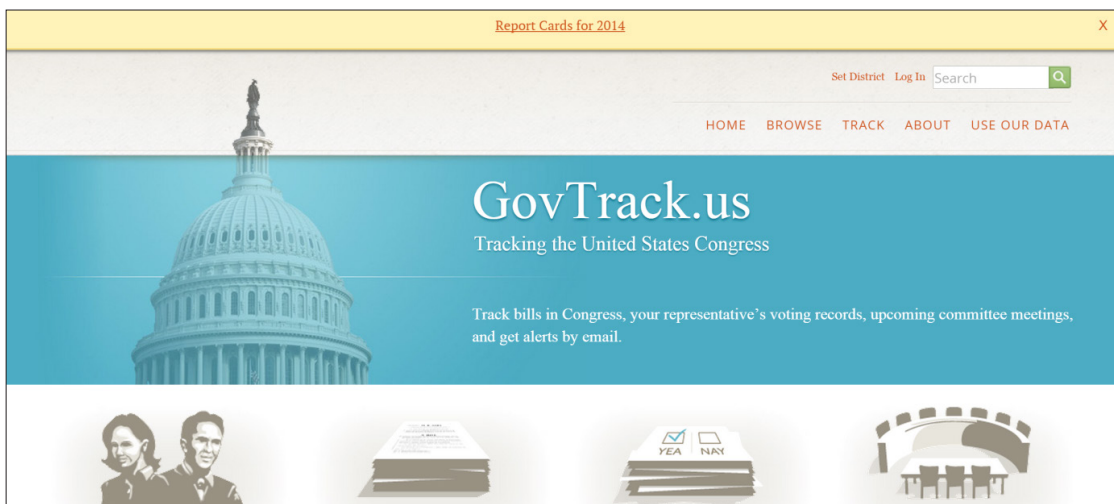 Report Cards for 2014 X
Set District Log In Search
HOME BROWSE TRACK ABOUT USE OUR DATA
GovTrack.us
Tracking the United States Congress
Track bills in Congress, your representative’s voting records, upcoming committee meetings,
and get alerts by email.
YEA NAY